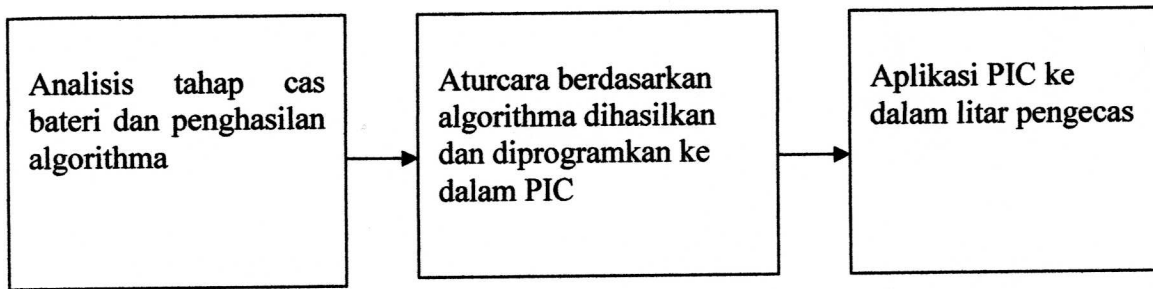 Analisis tahap cas
bateri dan penghasilan
algorithma
Aturcara berdasarkan
algorithma dihasilkan
dan diprogramkan ke
dalam PIC
Aplikasi PIC ke
dalam litar pengecas